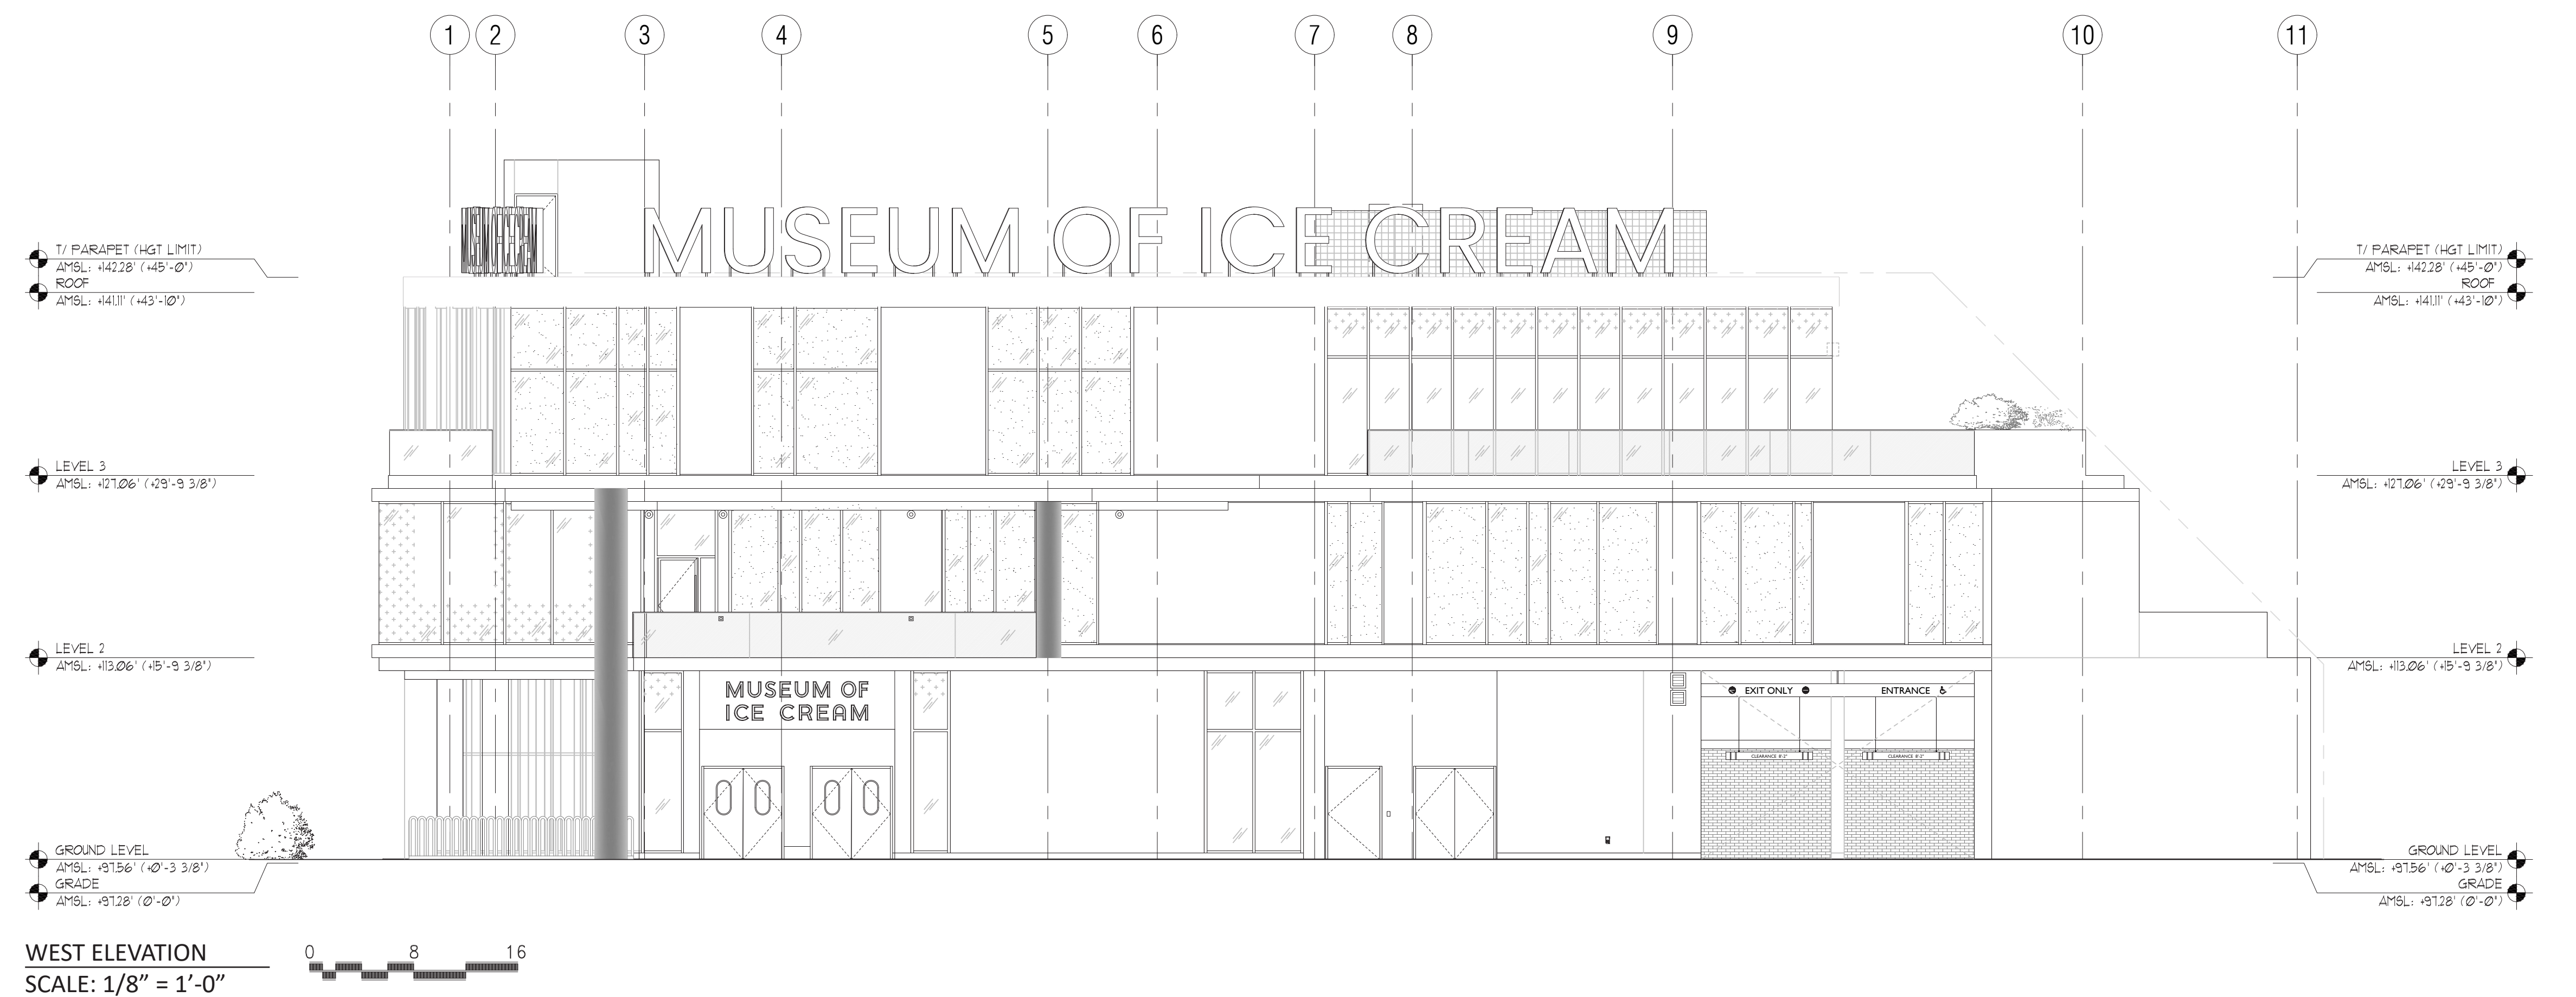 1 2 3 4 5 6 7 8 9 10 11
MUSEUM OF ICE CREAM
T/ PARAPET (HGT LIMIT)
AMSL: +142.28' (+45'-0")
ROOF
AMSL: +141.11' (+43'-10")
T/ PARAPET (HGT LIMIT)
AMSL: +142.28' (+45'-0")
ROOF
AMSL: +141.11' (+43'-10")
LEVEL 3
AMSL: +127.06' (+29'-9 3/8")
LEVEL 3
AMSL: +127.06' (+29'-9 3/8")
LEVEL 2
AMSL: +113.06' (+15'-9 3/8")
LEVEL 2
AMSL: +113.06' (+15'-9 3/8")
MUSEUM OF
ICE CREAM
EXIT ONLY
ENTRANCE
CLEARANCE 8'-2"
CLEARANCE 8'-2"
GROUND LEVEL
AMSL: +97.56' (+0'-3 3/8")
GRADE
AMSL: +97.28' (0'-0")
GROUND LEVEL
AMSL: +97.56' (+0'-3 3/8")
GRADE
AMSL: +97.28' (0'-0")
WEST ELEVATION
SCALE: 1/8" = 1'-0"
0 8 16